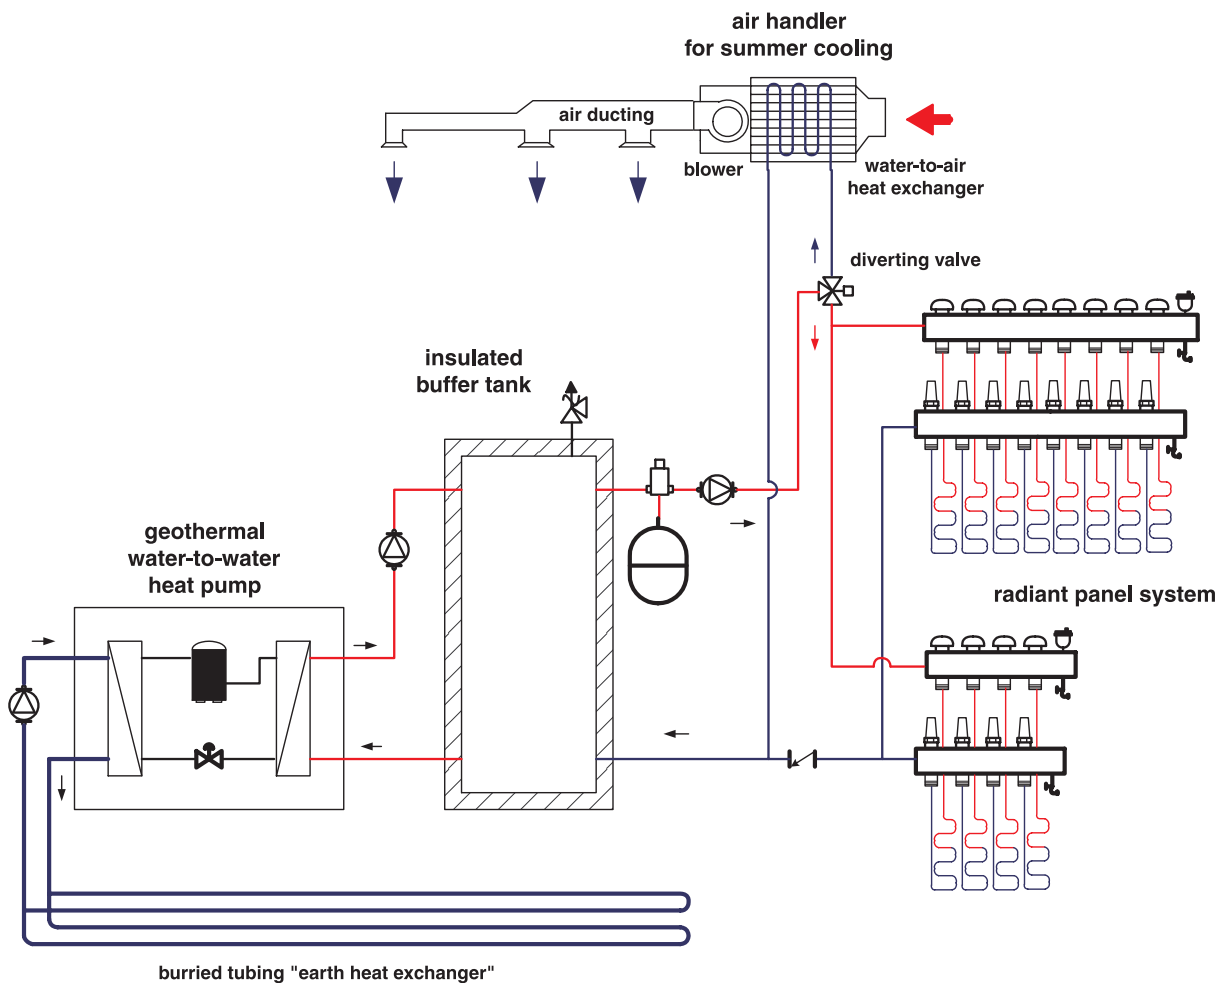 air handler
for summer cooling
air ducting
blower
water-to-air
heat exchanger
diverting valve
insulated
buffer tank
geothermal
water-to-water
heat pump
radiant panel system
burried tubing "earth heat exchanger"